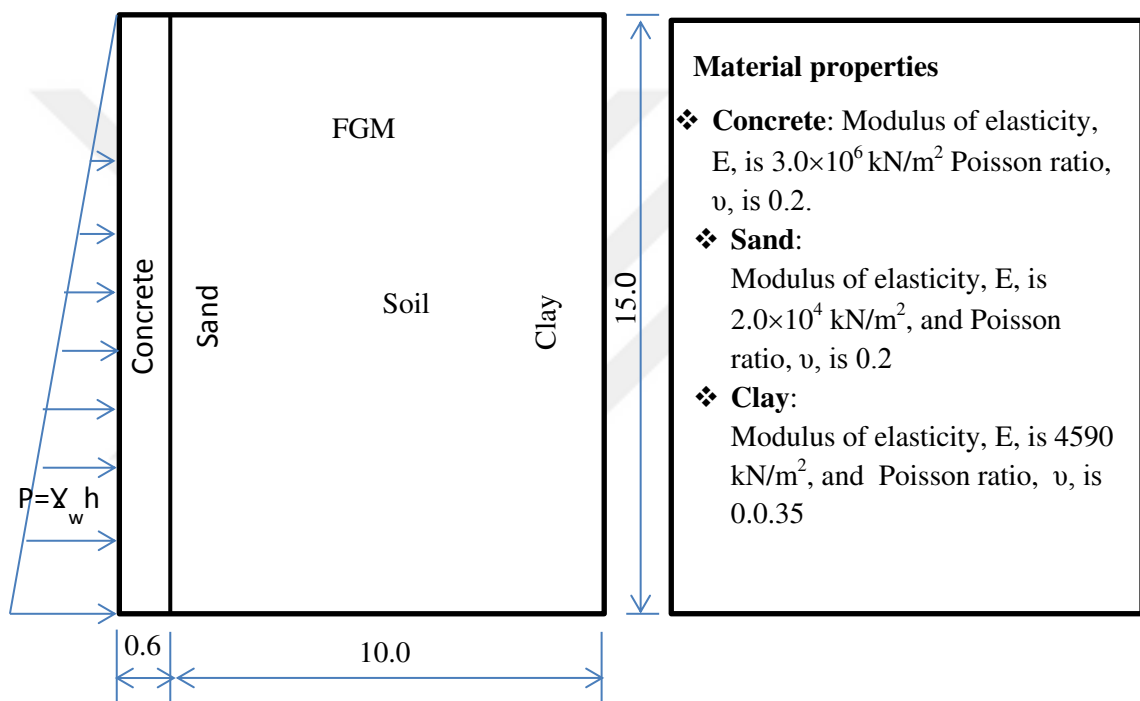 FGM
Concrete
Sand
Soil
Clay
15.0
P=Ɣ_w h
0.6
10.0
Material properties
❖ Concrete: Modulus of elasticity,
E, is 3.0×10⁶ kN/m² Poisson ratio,
υ, is 0.2.
❖ Sand:
Modulus of elasticity, E, is
2.0×10⁴ kN/m², and Poisson
ratio, υ, is 0.2
❖ Clay:
Modulus of elasticity, E, is 4590
kN/m², and Poisson ratio, υ, is
0.0.35